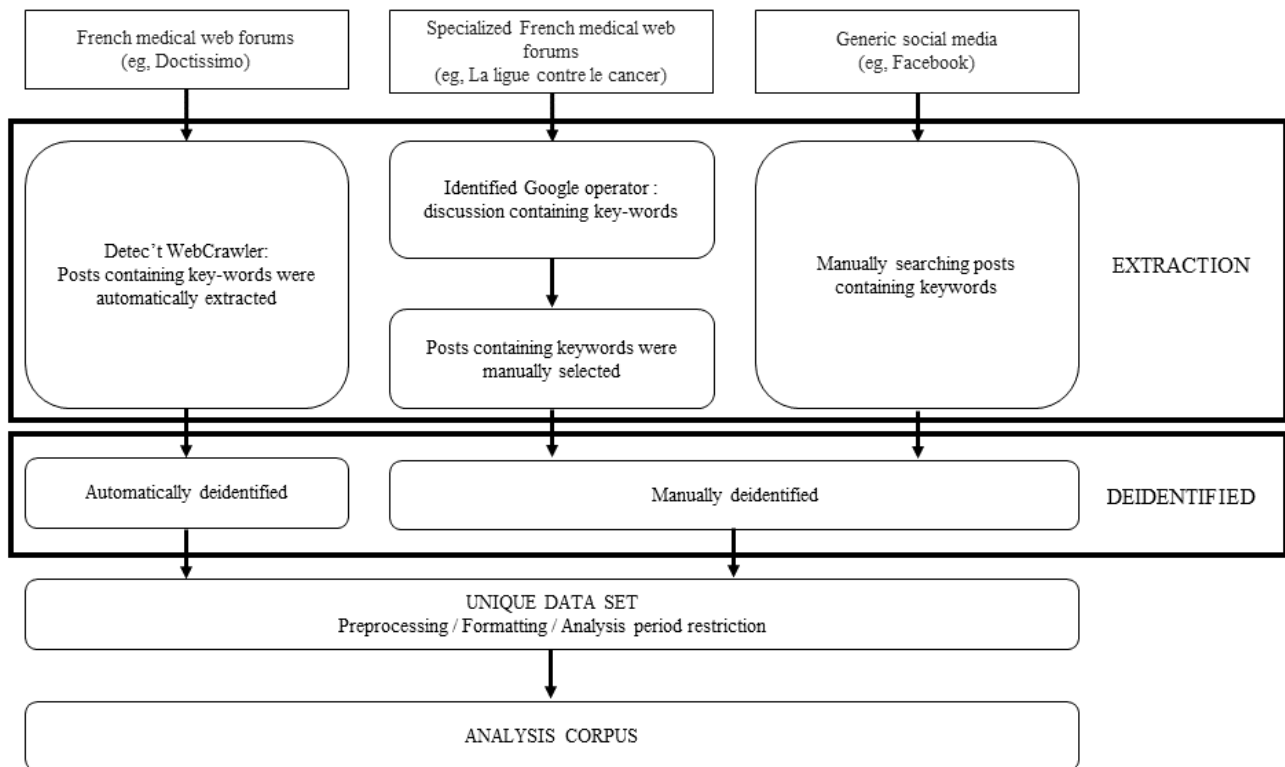 French medical web forums
(eg, Doctissimo)
Specialized French medical web
forums
(eg, La ligue contre le cancer)
Generic social media
(eg, Facebook)
Detec’t WebCrawler:
Posts containing key-words were
automatically extracted
Identified Google operator :
discussion containing key-words
Posts containing keywords were
manually selected
Manually searching posts
containing keywords
EXTRACTION
Automatically deidentified
Manually deidentified
DEIDENTIFIED
UNIQUE DATA SET
Preprocessing / Formatting / Analysis period restriction
ANALYSIS CORPUS